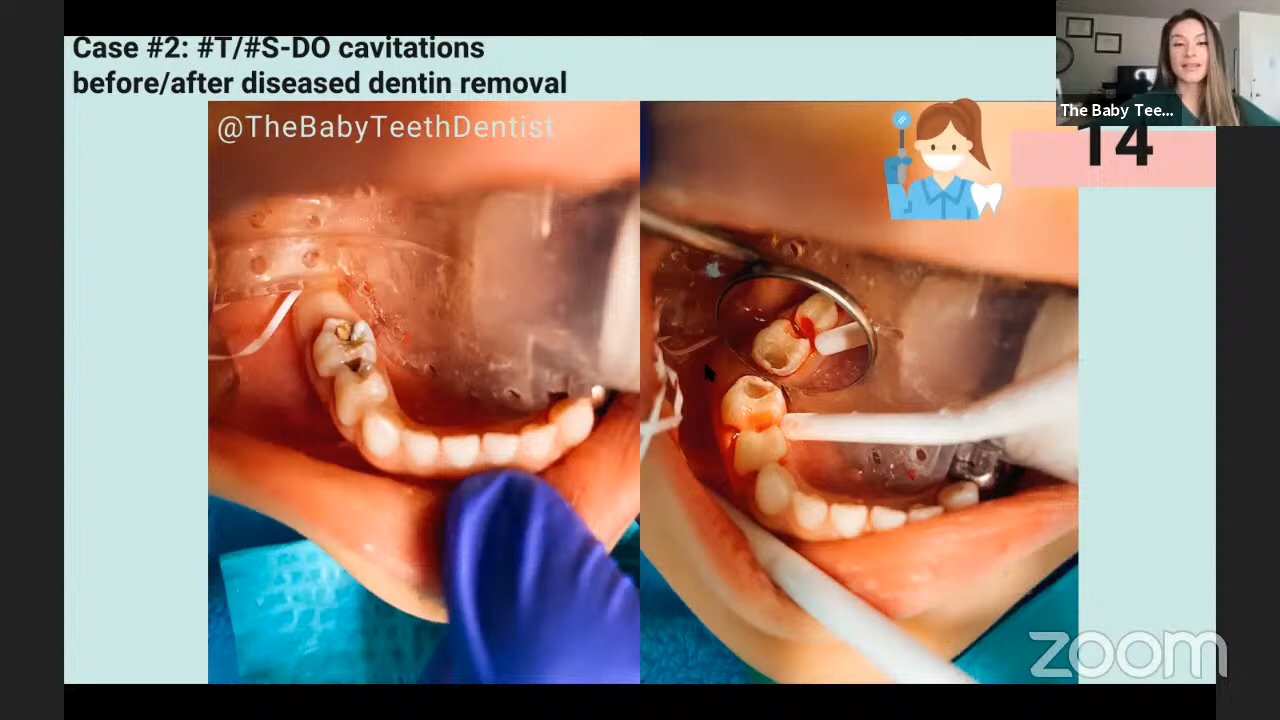 Case #2: #T/#S-DO cavitations
before/after diseased dentin removal
@TheBabyTeethDentist
The Baby Tee...
14
zoom